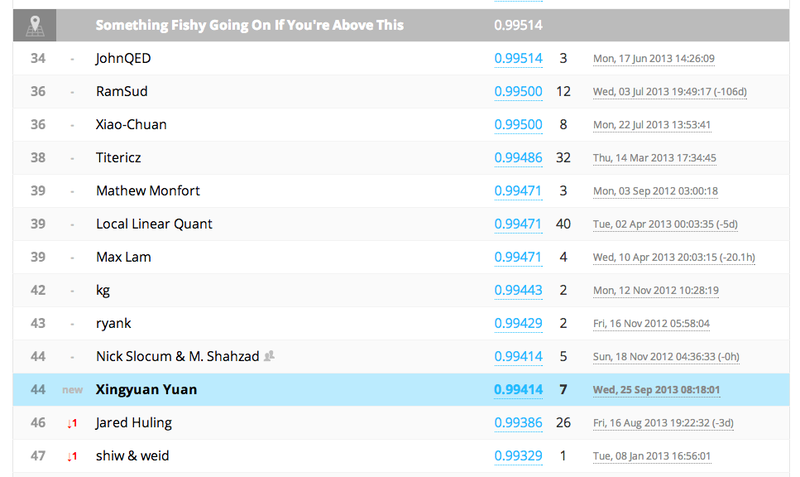 Something Fishy Going On If You're Above This 0.99514
34 - JohnQED 0.99514 3 Mon, 17 Jun 2013 14:26:09
36 - RamSud 0.99500 12 Wed, 03 Jul 2013 19:49:17 (-106d)
36 - Xiao-Chuan 0.99500 8 Mon, 22 Jul 2013 13:53:41
38 - Titericz 0.99486 32 Thu, 14 Mar 2013 17:34:45
39 - Mathew Monfort 0.99471 3 Mon, 03 Sep 2012 03:00:18
39 - Local Linear Quant 0.99471 40 Tue, 02 Apr 2013 00:03:35 (-5d)
39 - Max Lam 0.99471 4 Wed, 10 Apr 2013 20:03:15 (-20.1h)
42 - kg 0.99443 2 Mon, 12 Nov 2012 10:28:19
43 - ryank 0.99429 2 Fri, 16 Nov 2012 05:58:04
44 - Nick Slocum & M. Shahzad 0.99414 5 Sun, 18 Nov 2012 04:36:33 (-0h)
44 new Xingyuan Yuan 0.99414 7 Wed, 25 Sep 2013 08:18:01
46 ↓1 Jared Huling 0.99386 26 Fri, 16 Aug 2013 19:22:32 (-3d)
47 ↓1 shiw & weid 0.99329 1 Tue, 08 Jan 2013 16:56:01